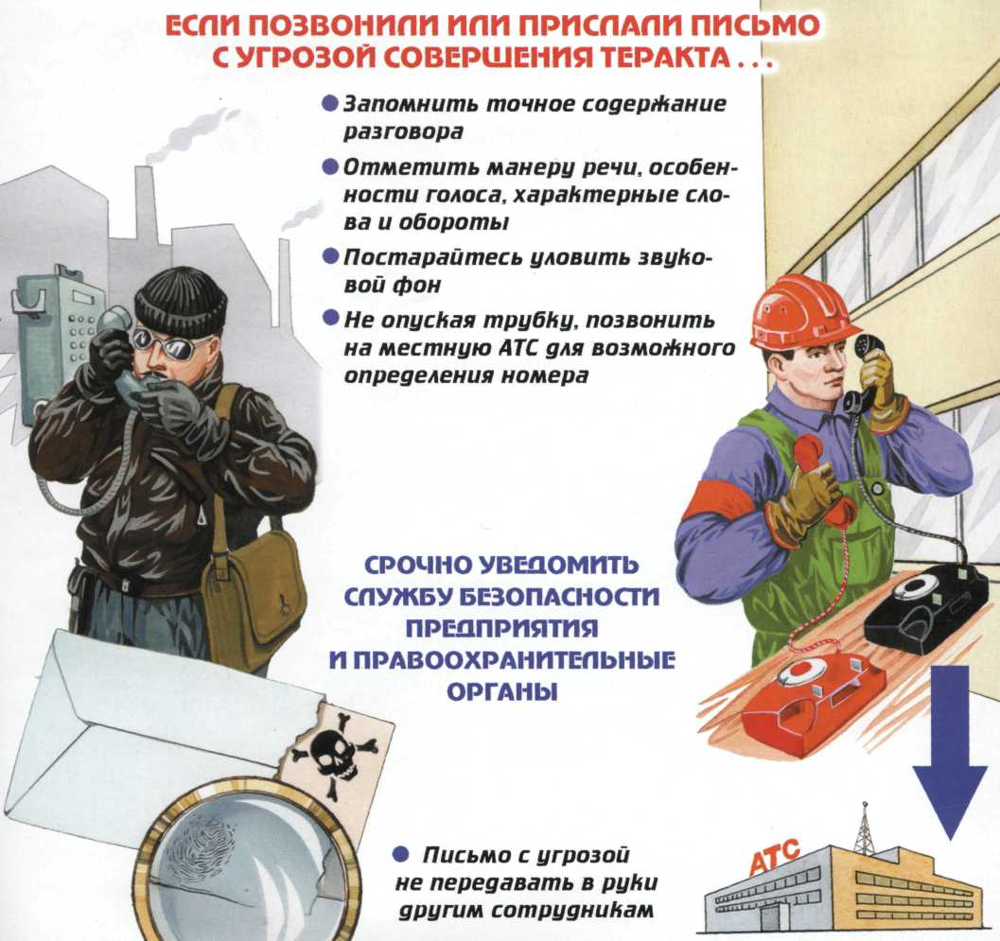 ЕСЛИ ПОЗВОНИЛИ ИЛИ ПРИСЛАЛИ ПИСЬМО
С УГРОЗОЙ СОВЕРШЕНИЯ ТЕРАКТА . . .
● Запомнить точное содержание
разговора
● Отметить манеру речи, особен-
ности голоса, характерные сло-
ва и обороты
● Постарайтесь уловить звуко-
вой фон
● Не опуская трубку, позвонить
на местную АТС для возможного
определения номера
СРОЧНО УВЕДОМИТЬ
СЛУЖБУ БЕЗОПАСНОСТИ
ПРЕДПРИЯТИЯ
И ПРАВООХРАНИТЕЛЬНЫЕ
ОРГАНЫ
● Письмо с угрозой
не передавать в руки
другим сотрудникам
АТС